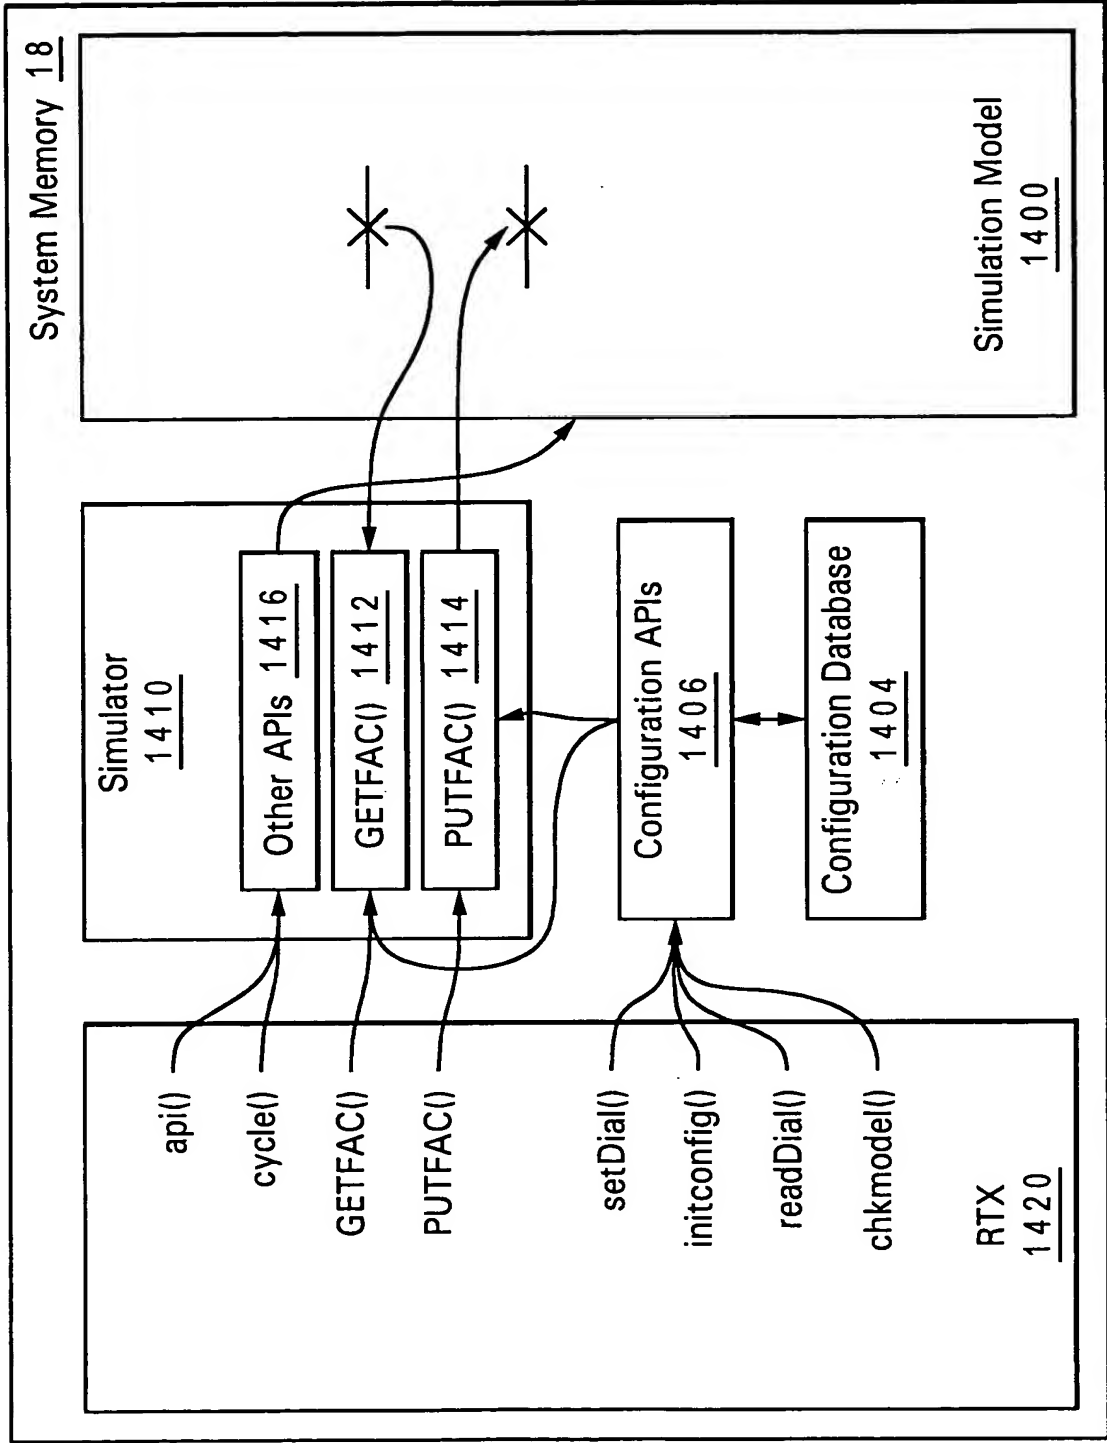 System Memory 18
Simulator
1410
Other APIs 1416
GETFAC() 1412
PUTFAC() 1414
Configuration APIs
1406
Configuration Database
1404
Simulation Model
1400
api()
cycle()
GETFAC()
PUTFAC()
setDial()
initconfig()
readDial()
chkmodel()
RTX
1420